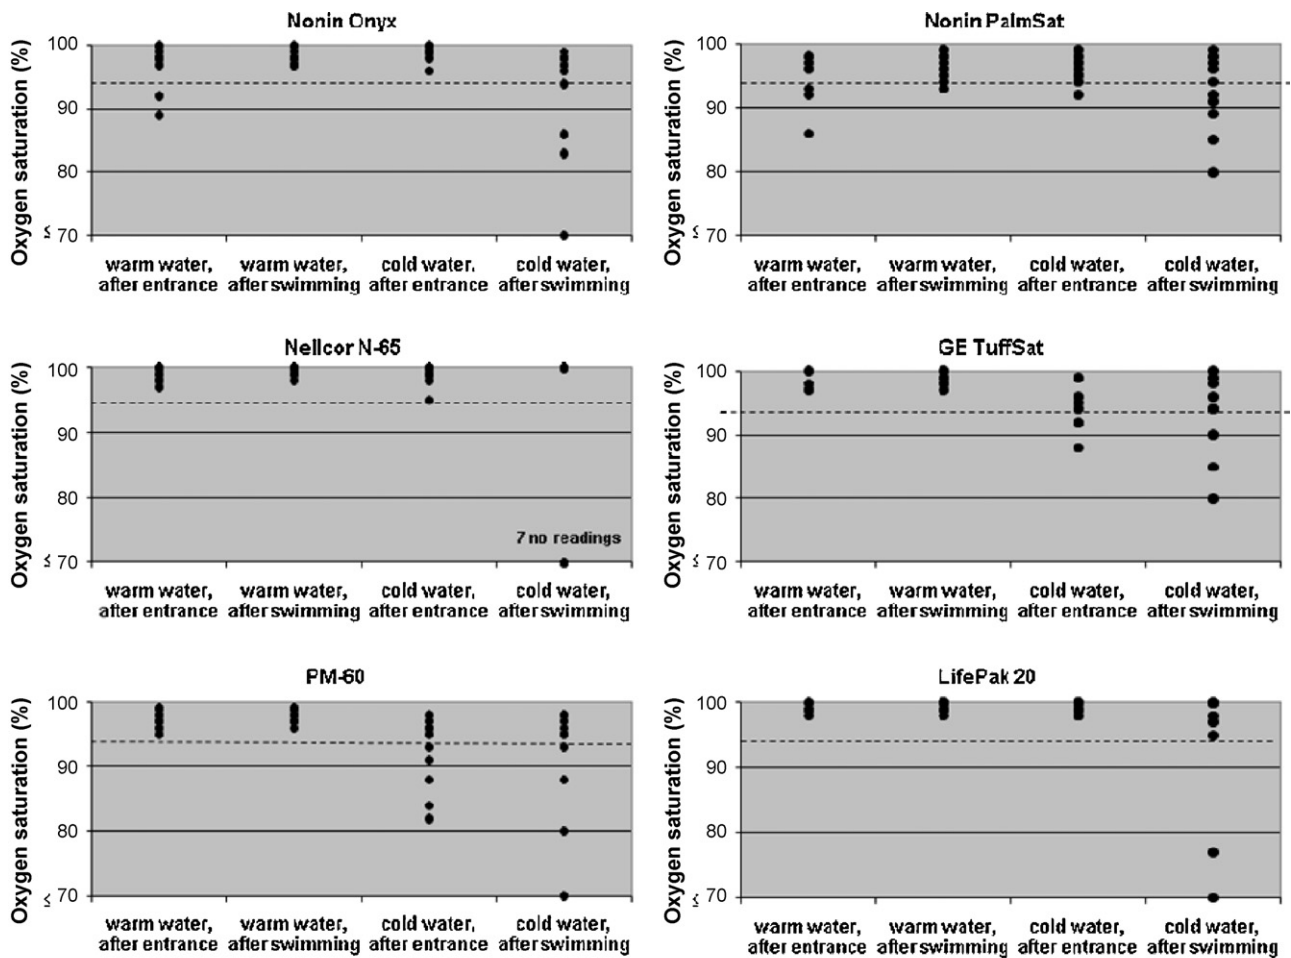 Nonin Onyx
Oxygen saturation (%)
100
90
80
≤ 70
warm water, warm water, cold water, cold water,
after entrance after swimming after entrance after swimming
Nonin PalmSat
Oxygen saturation (%)
100
90
80
≤ 70
warm water, warm water, cold water, cold water,
after entrance after swimming after entrance after swimming
Nellcor N-65
Oxygen saturation (%)
100
90
80
≤ 70
7 no readings
warm water, warm water, cold water, cold water,
after entrance after swimming after entrance after swimming
GE TuffSat
Oxygen saturation (%)
100
90
80
≤ 70
warm water, warm water, cold water, cold water,
after entrance after swimming after entrance after swimming
PM-60
Oxygen saturation (%)
100
90
80
≤ 70
warm water, warm water, cold water, cold water,
after entrance after swimming after entrance after swimming
LifePak 20
Oxygen saturation (%)
100
90
80
≤ 70
warm water, warm water, cold water, cold water,
after entrance after swimming after entrance after swimming